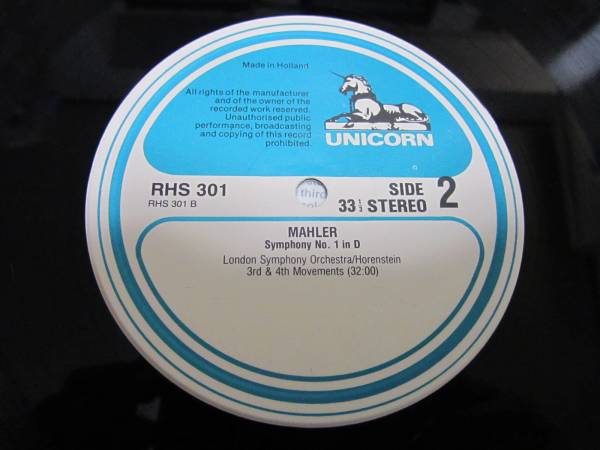 Made in Holland
All rights of the manufacturer
and of the owner of the
recorded work reserved.
Unauthorised public
performance, broadcasting
and copying of this record
prohibited.
UNICORN
RHS 301
RHS 301 B
third
SIDE 2
33 1/3 STEREO
MAHLER
Symphony No. 1 in D
London Symphony Orchestra/Horenstein
3rd & 4th Movements (32:00)